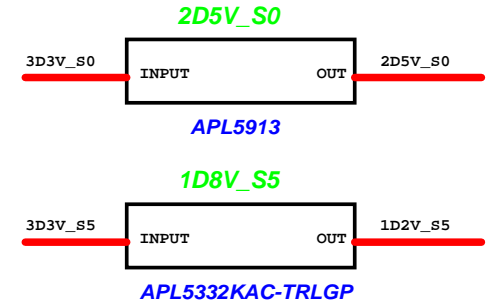 2D5V_S0
3D3V_S0 INPUT OUT 2D5V_S0
APL5913
1D8V_S5
3D3V_S5 INPUT OUT 1D2V_S5
APL5332KAC-TRLGP